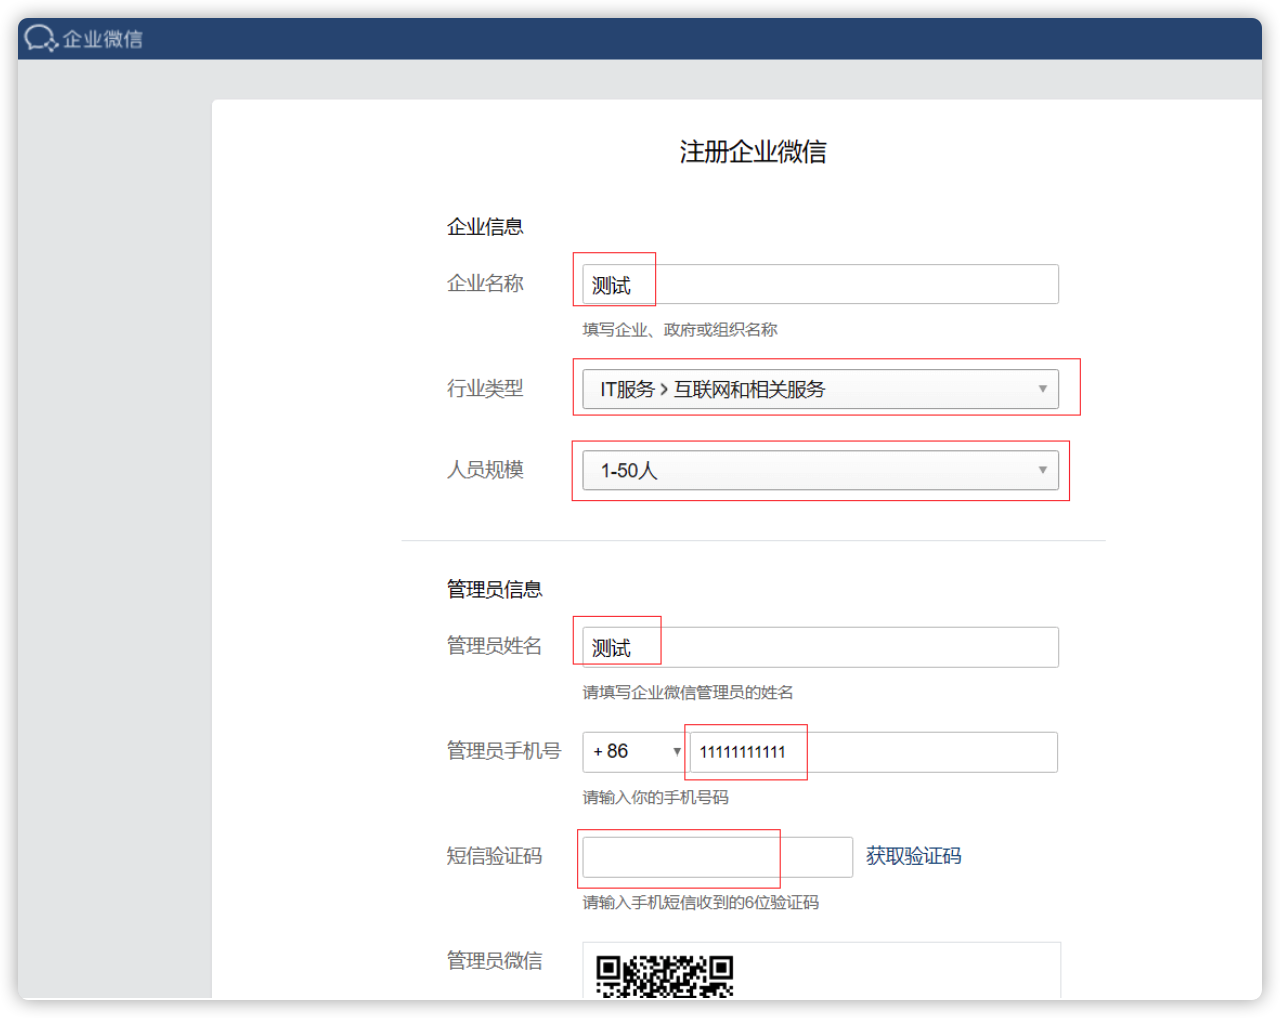 企业微信
注册企业微信
企业信息
企业名称 测试
填写企业、政府或组织名称
行业类型 IT服务 > 互联网和相关服务
人员规模 1-50人
管理员信息
管理员姓名 测试
请填写企业微信管理员的姓名
管理员手机号 + 86 11111111111
请输入你的手机号码
短信验证码 获取验证码
请输入手机短信收到的6位验证码
管理员微信